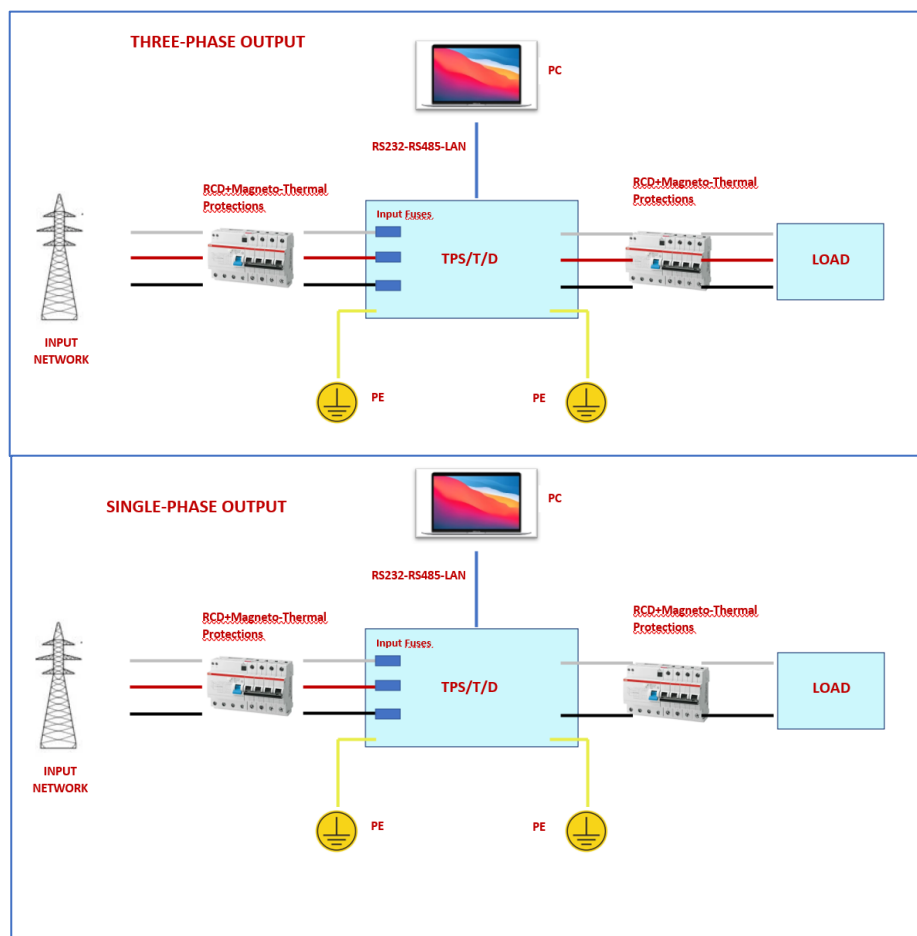 THREE-PHASE OUTPUT
PC
RS232-RS485-LAN
RCD+Magneto-Thermal
Protections
RCD+Magneto-Thermal
Protections
Input Fuses
TPS/T/D
LOAD
INPUT
NETWORK
PE
PE
SINGLE-PHASE OUTPUT
PC
RS232-RS485-LAN
RCD+Magneto-Thermal
Protections
RCD+Magneto-Thermal
Protections
Input Fuses
TPS/T/D
LOAD
INPUT
NETWORK
PE
PE